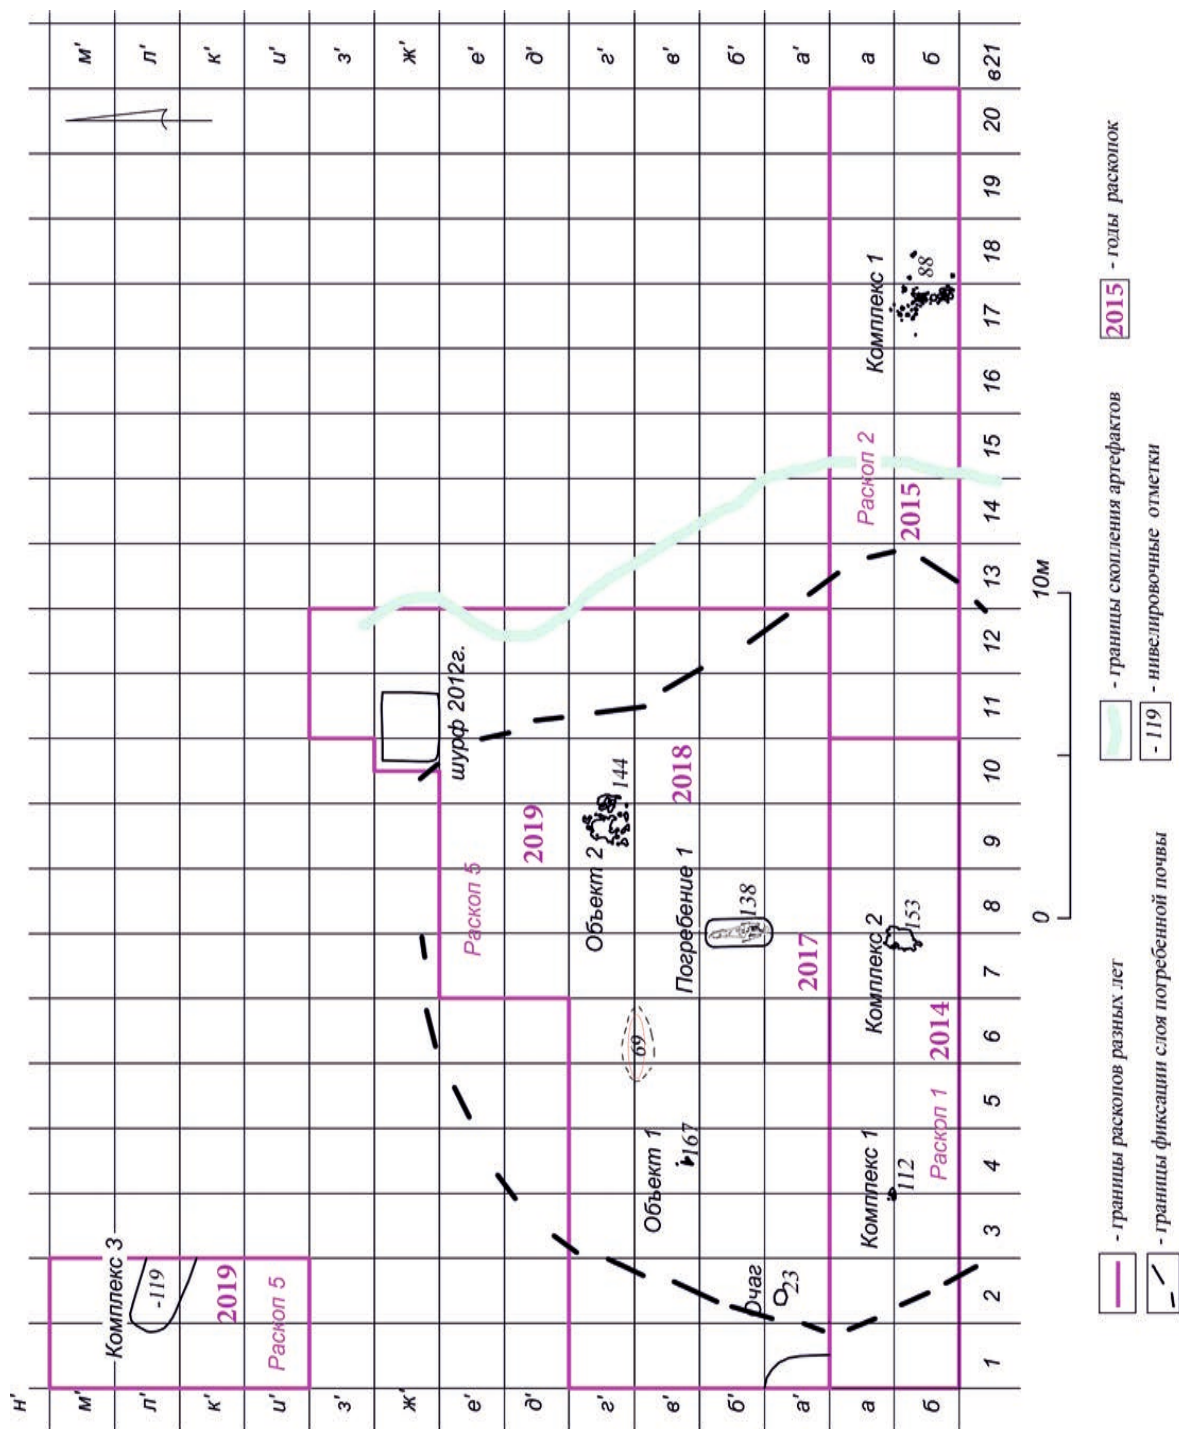 н'
м' м'
Комплекс 3
л' л'
-119
к' к'
2019
и' и'
Раскоп 5
з' з'
ж' ж'
шурф 2012г.
е' е'
Раскоп 5
д' д'
2019
г' г'
Объект 2
144
Объект 1
69
в' в'
167
Погребение 1
2018
б' б'
138
Очаг
23
а' а'
2017
а а
Комплекс 1
Комплекс 2
Раскоп 2
Комплекс 1
112
153
2015
88
б б
Раскоп 1
2014
1 2 3 4 5 6 7 8 9 10 11 12 13 14 15 16 17 18 19 20 в21
0 10м
- границы раскопов разных лет
- границы скопления артефактов
2015 - годы раскопок
- границы фиксации слоя погребенной почвы
- 119 - нивелировочные отметки